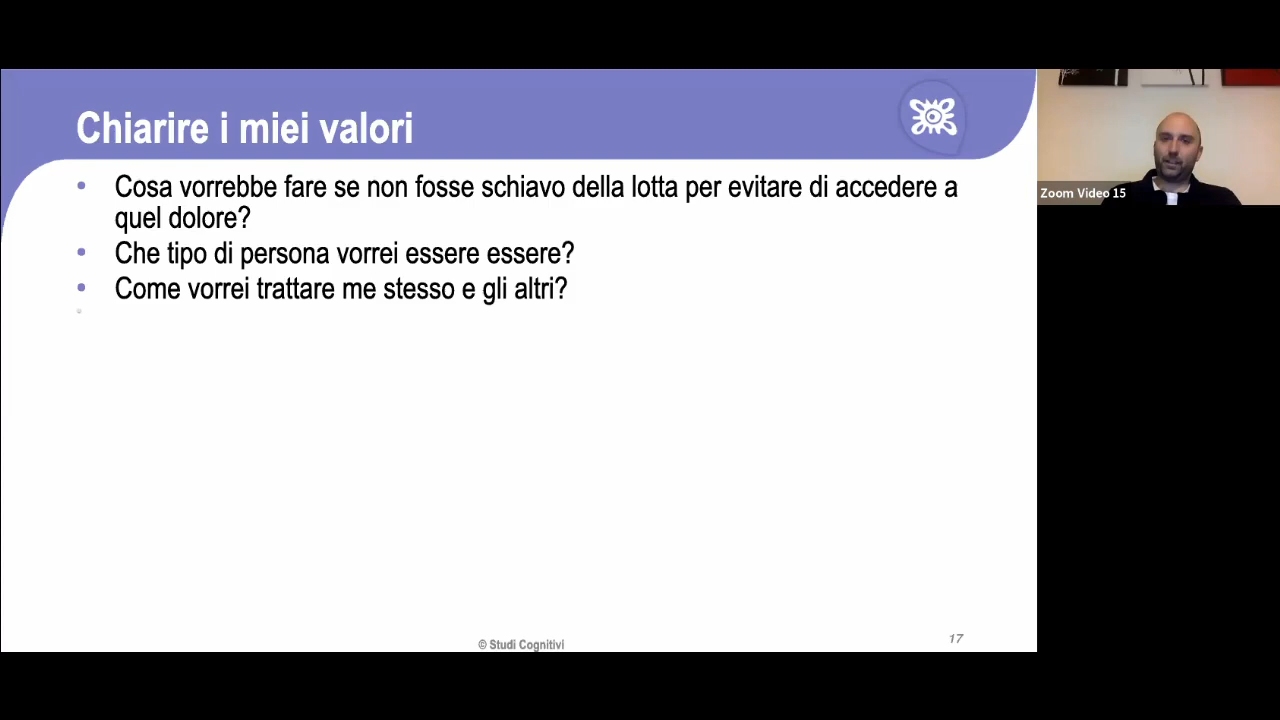 Chiarire i miei valori
• Cosa vorrebbe fare se non fosse schiavo della lotta per evitare di accedere a
quel dolore?
• Che tipo di persona vorrei essere essere?
• Come vorrei trattare me stesso e gli altri?
Zoom Video 15
© Studi Cognitivi
17